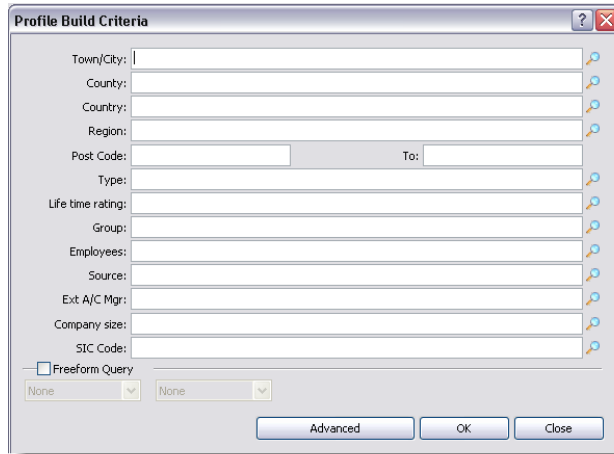 Profile Build Criteria
Town/City:
County:
Country:
Region:
Post Code: To:
Type:
Life time rating:
Group:
Employees:
Source:
Ext A/C Mgr:
Company size:
SIC Code:
Freeform Query
None None
Advanced OK Close